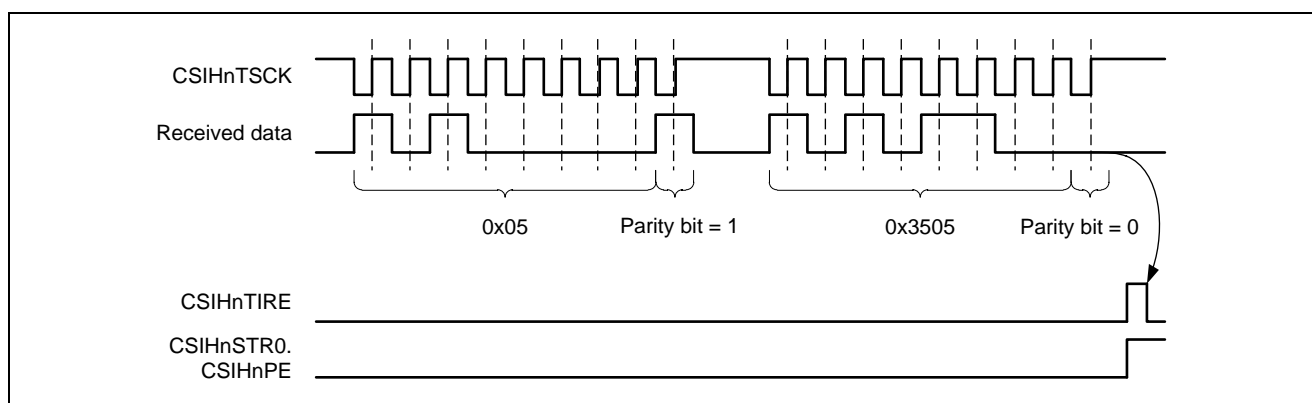 CSIHnTSCK
Received data
0x05
Parity bit = 1
0x3505
Parity bit = 0
CSIHnTIRE
CSIHnSTR0.
CSIHnPE